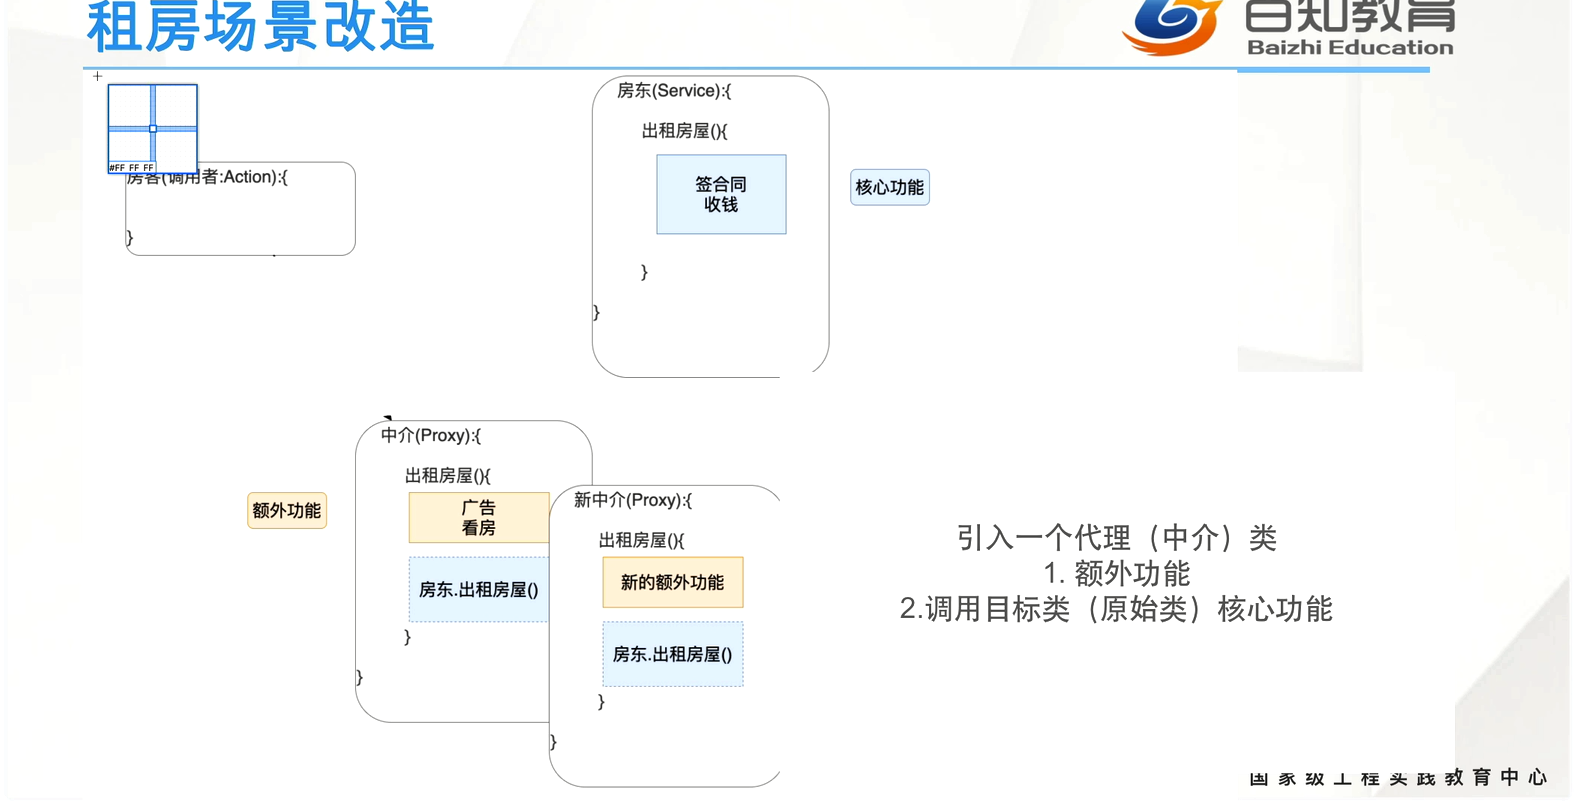 租房场景改造
百知教育
Baizhi Education
#FF FF FF
房客(调用者:Action):{
}
房东(Service):{
出租房屋(){
签合同
收钱
}
}
核心功能
中介(Proxy):{
出租房屋(){
广告
看房
房东.出租房屋()
}
}
额外功能
新中介(Proxy):{
出租房屋(){
新的额外功能
房东.出租房屋()
}
}
引入一个代理（中介）类
1. 额外功能
2.调用目标类（原始类）核心功能
国家级工程实践教育中心